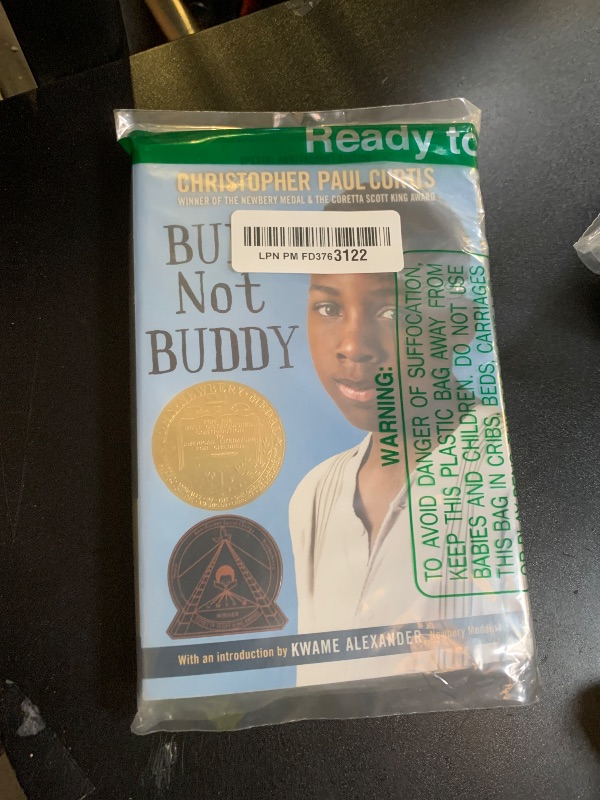 Ready to
CHRISTOPHER PAUL CURTIS
WINNER OF THE NEWBERY MEDAL & THE CORETTA SCOTT KING AWARD
BU
LPN PM FD3763122
Not
BUDDY
WARNING:
TO AVOID DANGER OF SUFFOCATION,
KEEP THIS PLASTIC BAG AWAY FROM
BABIES AND CHILDREN. DO NOT USE
THIS BAG IN CRIBS, BEDS, CARRIAGES
With an introduction by KWAME ALEXANDER, Newbery Medalist